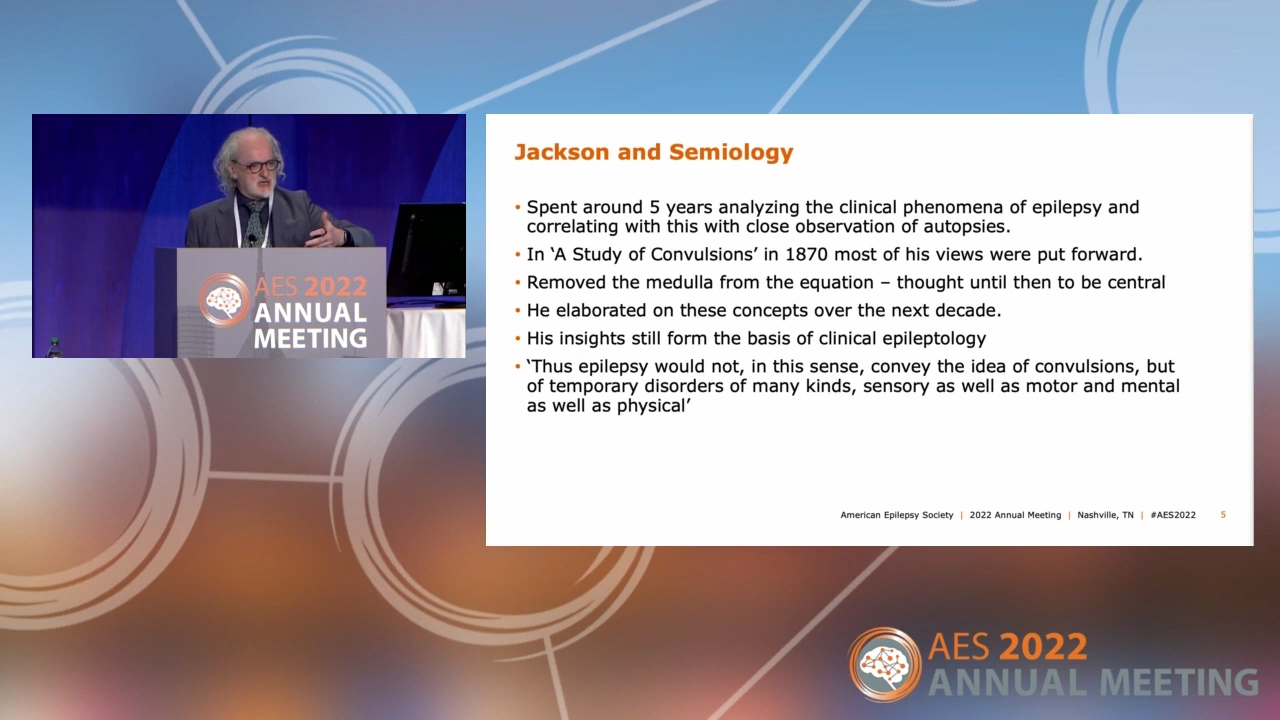 AES 2022
ANNUAL
MEETING
Jackson and Semiology
• Spent around 5 years analyzing the clinical phenomena of epilepsy and
correlating with this with close observation of autopsies.
• In ‘A Study of Convulsions’ in 1870 most of his views were put forward.
• Removed the medulla from the equation – thought until then to be central
• He elaborated on these concepts over the next decade.
• His insights still form the basis of clinical epileptology
• ‘Thus epilepsy would not, in this sense, convey the idea of convulsions, but
of temporary disorders of many kinds, sensory as well as motor and mental
as well as physical’
American Epilepsy Society | 2022 Annual Meeting | Nashville, TN | #AES2022 5
AES 2022
ANNUAL MEETING